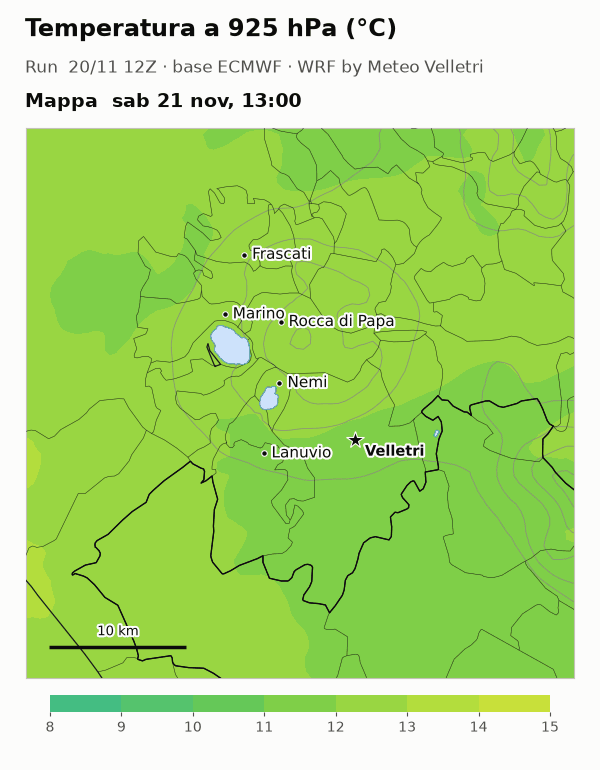 Temperatura a 925 hPa (°C)
Run  20/11 12Z · base ECMWF · WRF by Meteo Velletri
Mappa  sab 21 nov, 13:00
Frascati
Marino
Rocca di Papa
Nemi
Velletri
Lanuvio
10 km
8 9 10 11 12 13 14 15